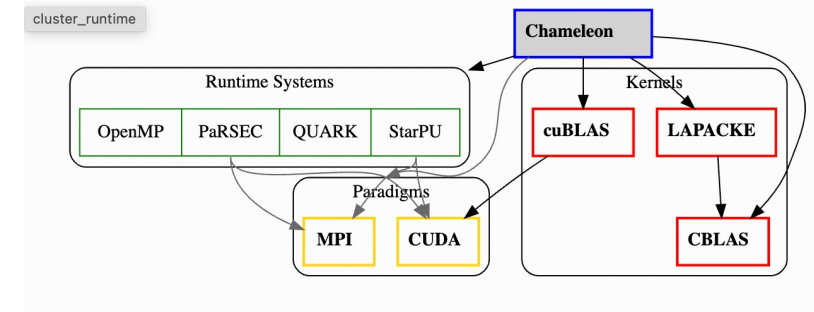 cluster_runtime
Chameleon
Runtime Systems
Kernels
OpenMP
PaRSEC
QUARK
StarPU
cuBLAS
LAPACKE
Paradigms
MPI
CUDA
CBLAS